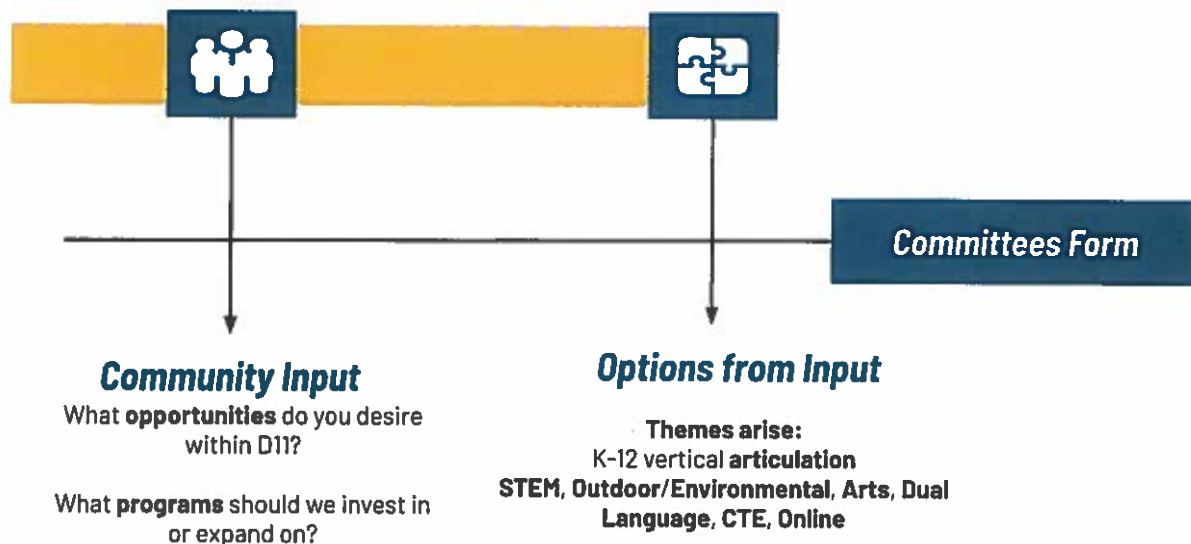 Committees Form
Community Input
What opportunities do you desire
within D11?
What programs should we invest in
or expand on?
Options from Input
Themes arise:
K-12 vertical articulation
STEM, Outdoor/Environmental, Arts, Dual
Language, CTE, Online